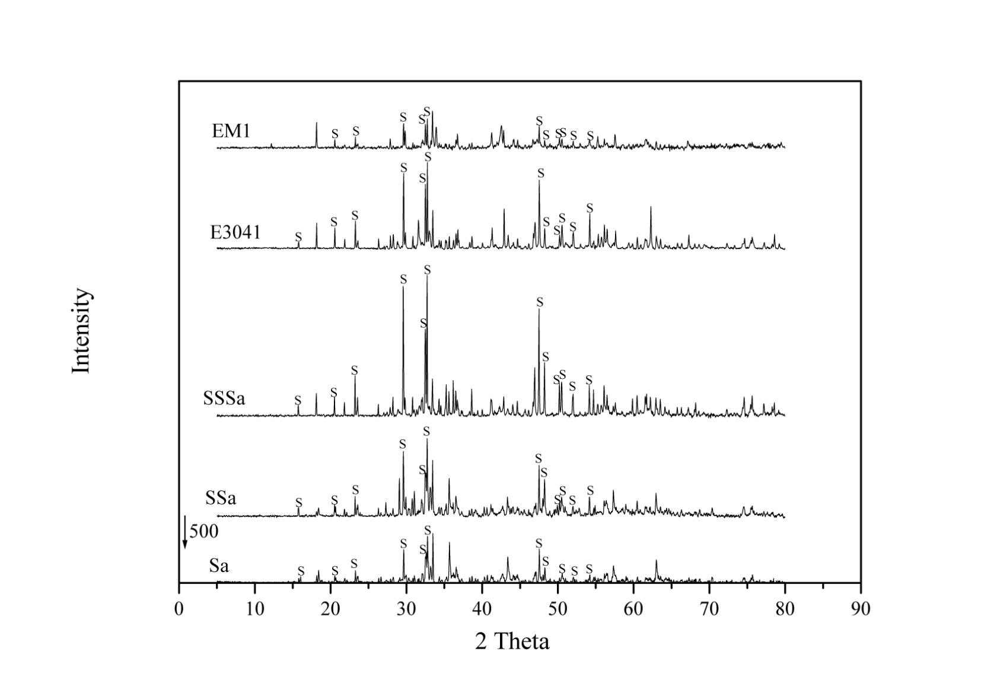 EM1
S S S S S S S S S S S
E3041
S S S S S S S S S S S S
SSSa
S S S S S S S S S S S S
SSa
S S S S S S S S S S S S
500
Sa
S S S S S S S S S S S
0 10 20 30 40 50 60 70 80 90
2 Theta
Intensity